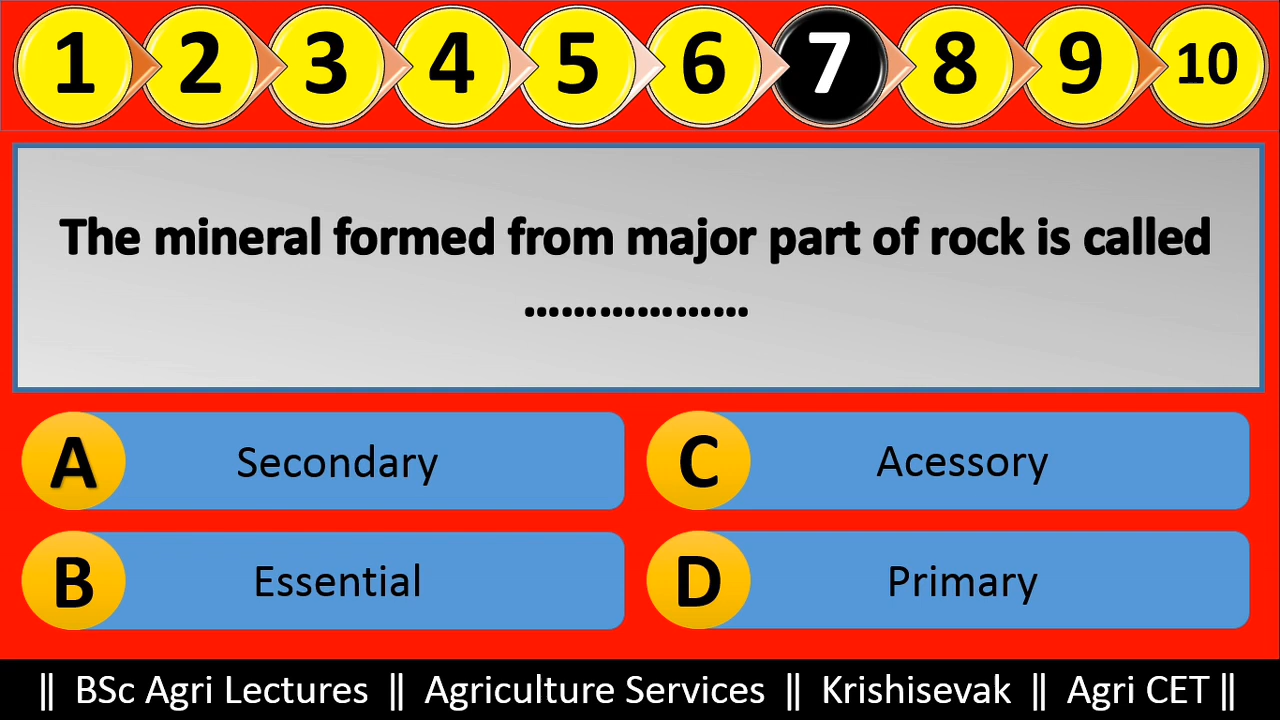 1 2 3 4 5 6 7 8 9 10
The mineral formed from major part of rock is called
..................
A Secondary
C Acessory
B Essential
D Primary
|| BSc Agri Lectures || Agriculture Services || Krishisevak || Agri CET ||